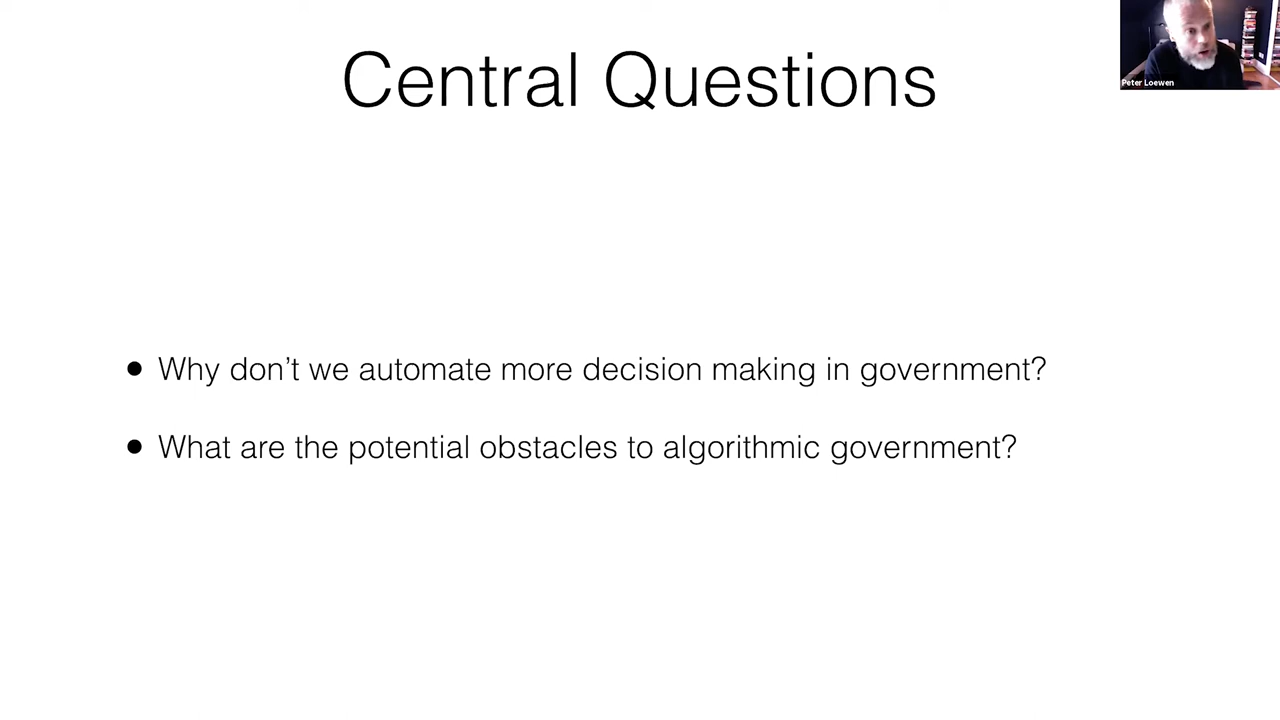 Central Questions
Peter Loewen
• Why don’t we automate more decision making in government?
• What are the potential obstacles to algorithmic government?